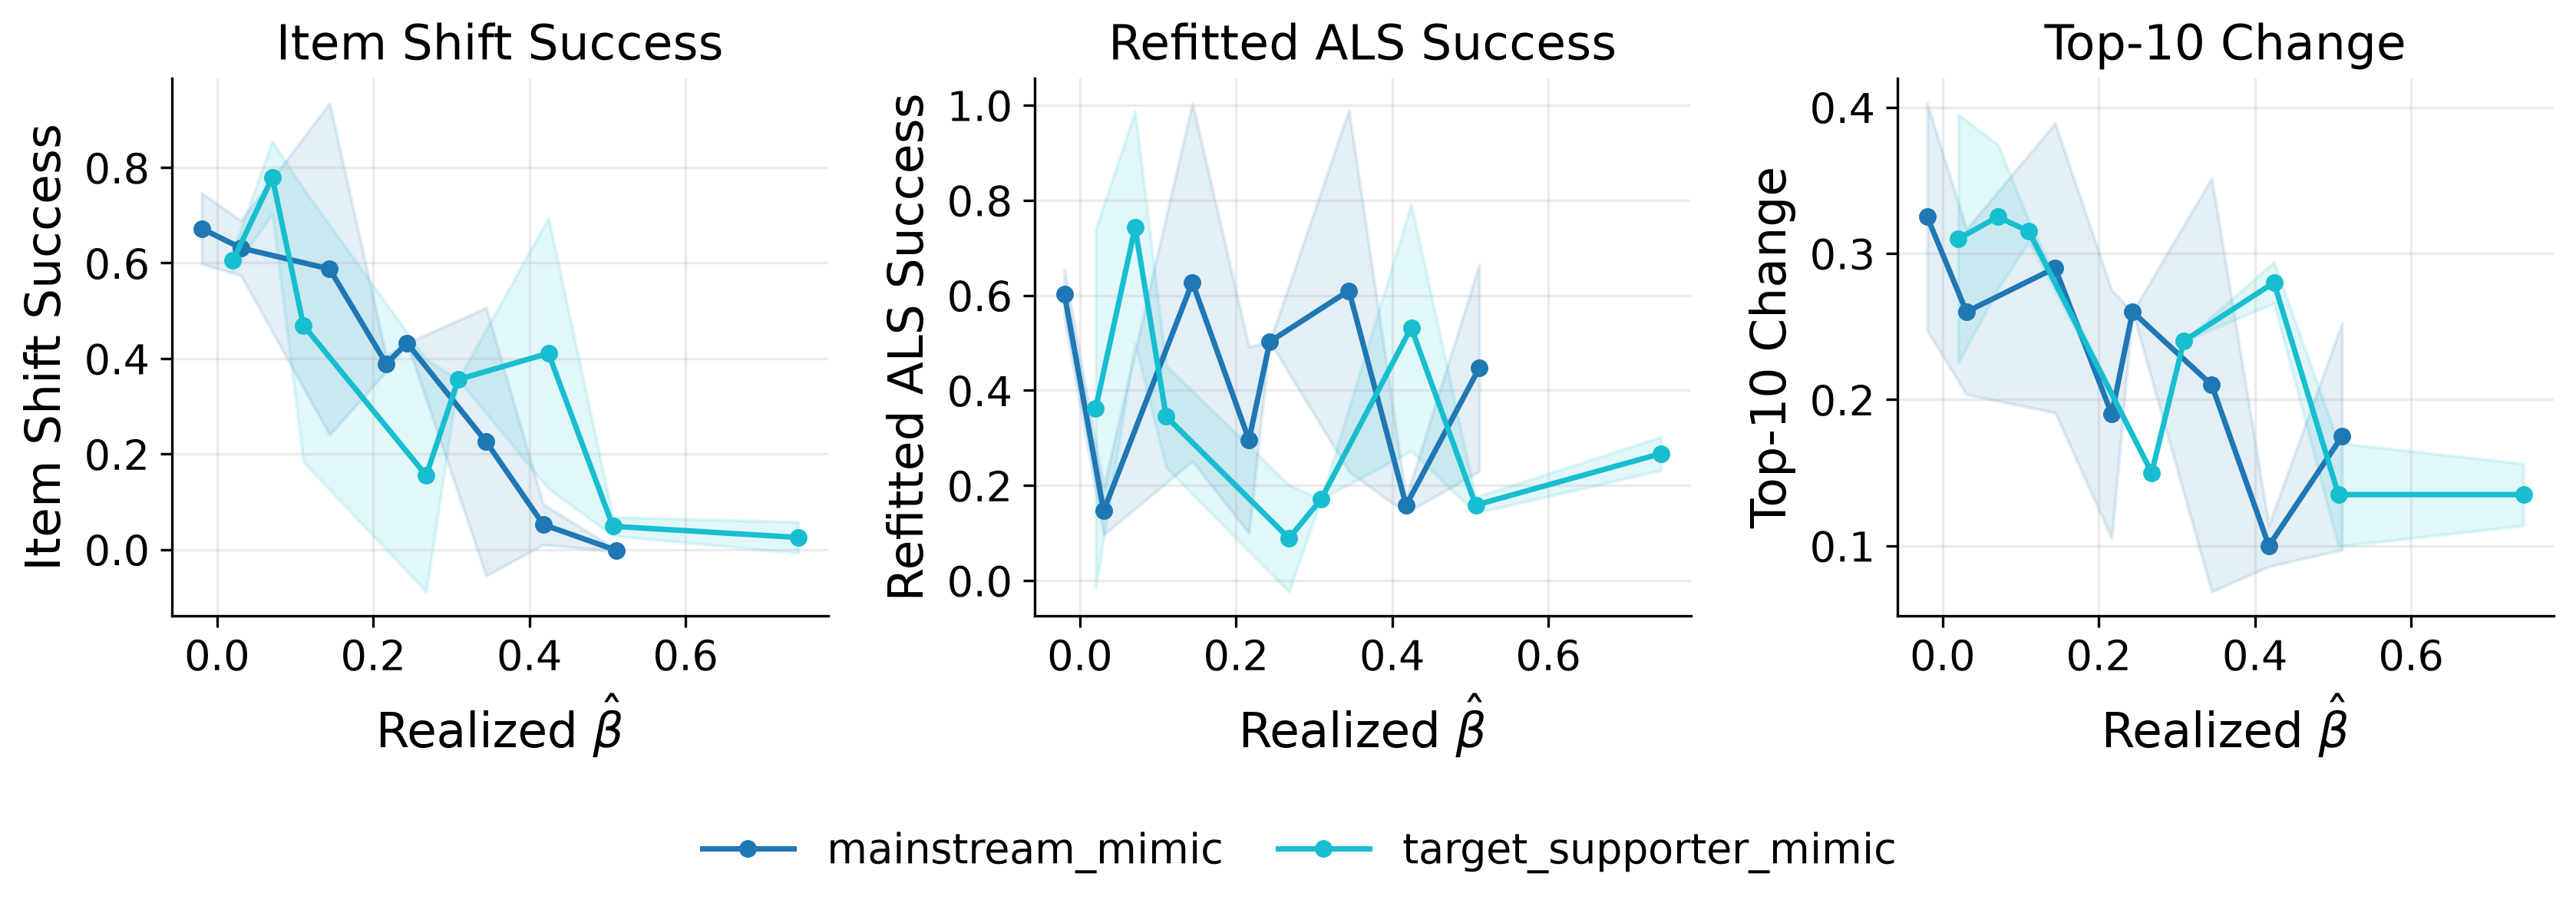 Item Shift Success
Item Shift Success
0.8
0.6
0.4
0.2
0.0
0.0 0.2 0.4 0.6
Realized β̂
Refitted ALS Success
Refitted ALS Success
1.0
0.8
0.6
0.4
0.2
0.0
0.0 0.2 0.4 0.6
Realized β̂
Top-10 Change
Top-10 Change
0.4
0.3
0.2
0.1
0.0 0.2 0.4 0.6
Realized β̂
mainstream_mimic target_supporter_mimic